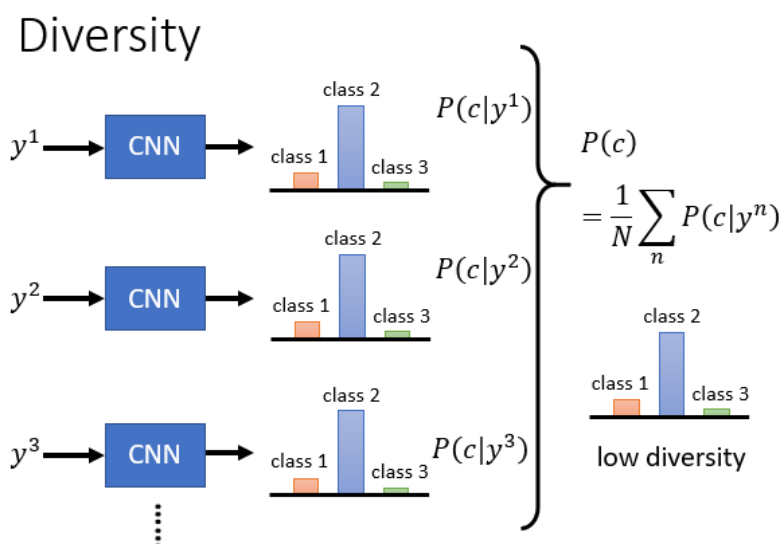 Diversity
y¹
CNN
class 1
class 2
class 3
P(c|y¹)
y²
CNN
class 1
class 2
class 3
P(c|y²)
y³
CNN
class 1
class 2
class 3
P(c|y³)
P(c)
= 1/N ∑ₙ P(c|yⁿ)
class 1
class 2
class 3
low diversity